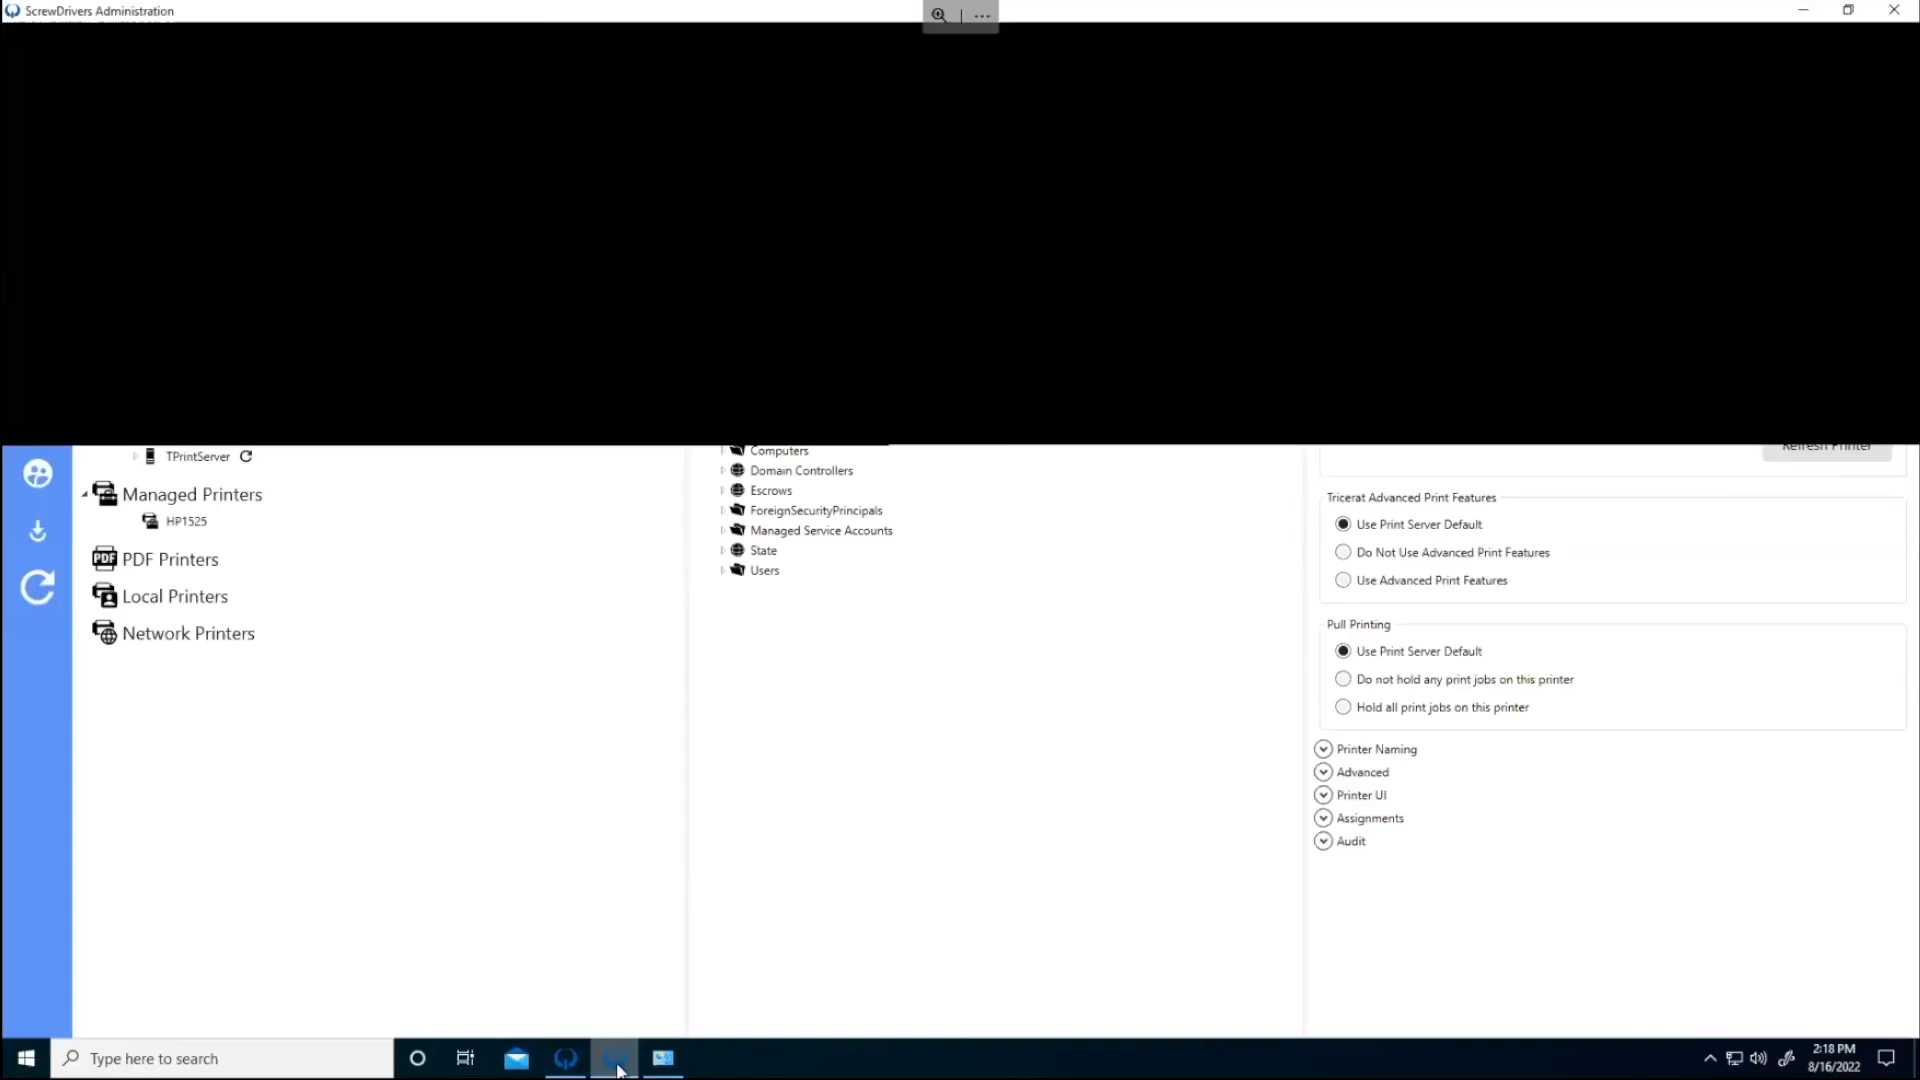 ScrewDrivers Administration
TPrintServer
Managed Printers
HP1525
PDF
PDF Printers
Local Printers
Network Printers
Computers
Domain Controllers
Escrows
ForeignSecurityPrincipals
Managed Service Accounts
State
Users
Refresh Printer
Tricerat Advanced Print Features
Use Print Server Default
Do Not Use Advanced Print Features
Use Advanced Print Features
Pull Printing
Use Print Server Default
Do not hold any print jobs on this printer
Hold all print jobs on this printer
Printer Naming
Advanced
Printer UI
Assignments
Audit
Type here to search
2:18 PM
8/16/2022